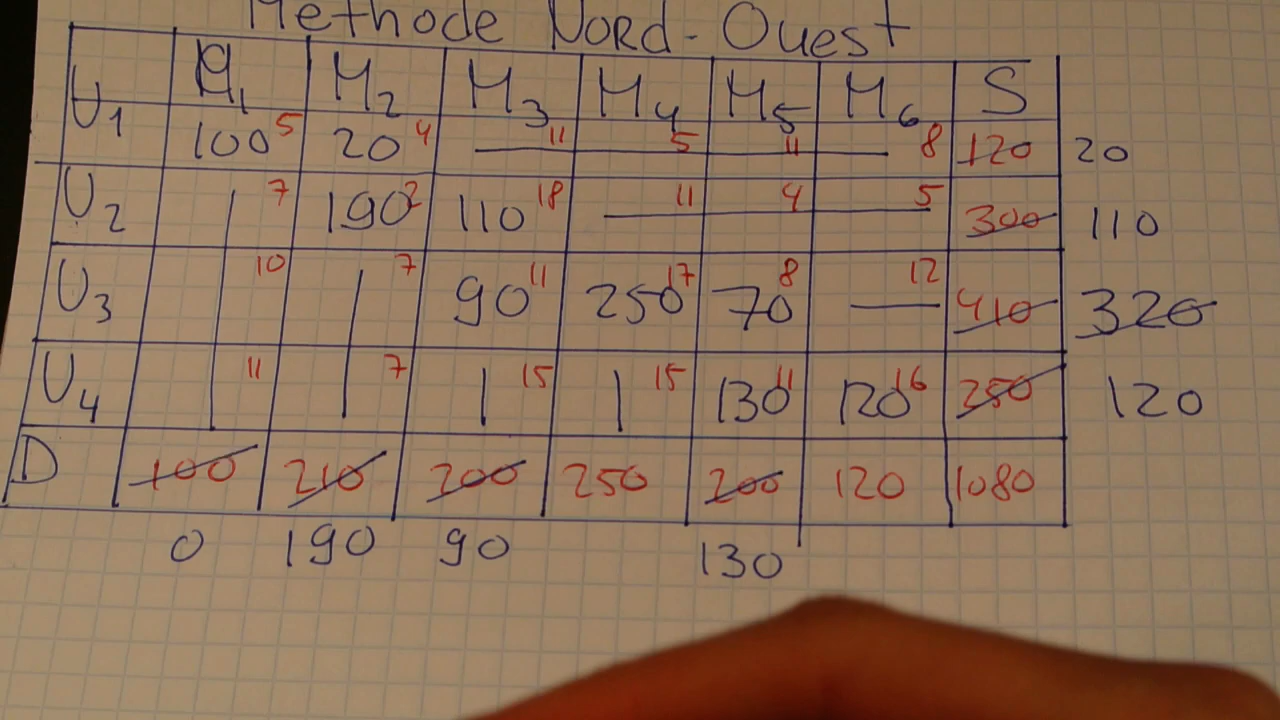 Methode Nord-Ouest
M1 M2 M3 M4 M5 M6 S
U1 100 5 20 4 11 5 11 8 120 20
U2 7 190 2 110 18 11 4 5 300 110
U3 10 7 90 11 250 17 70 8 12 410 320
U4 11 7 15 15 130 11 120 16 250 120
D 100 210 200 250 200 120 1080
0 190 90 130